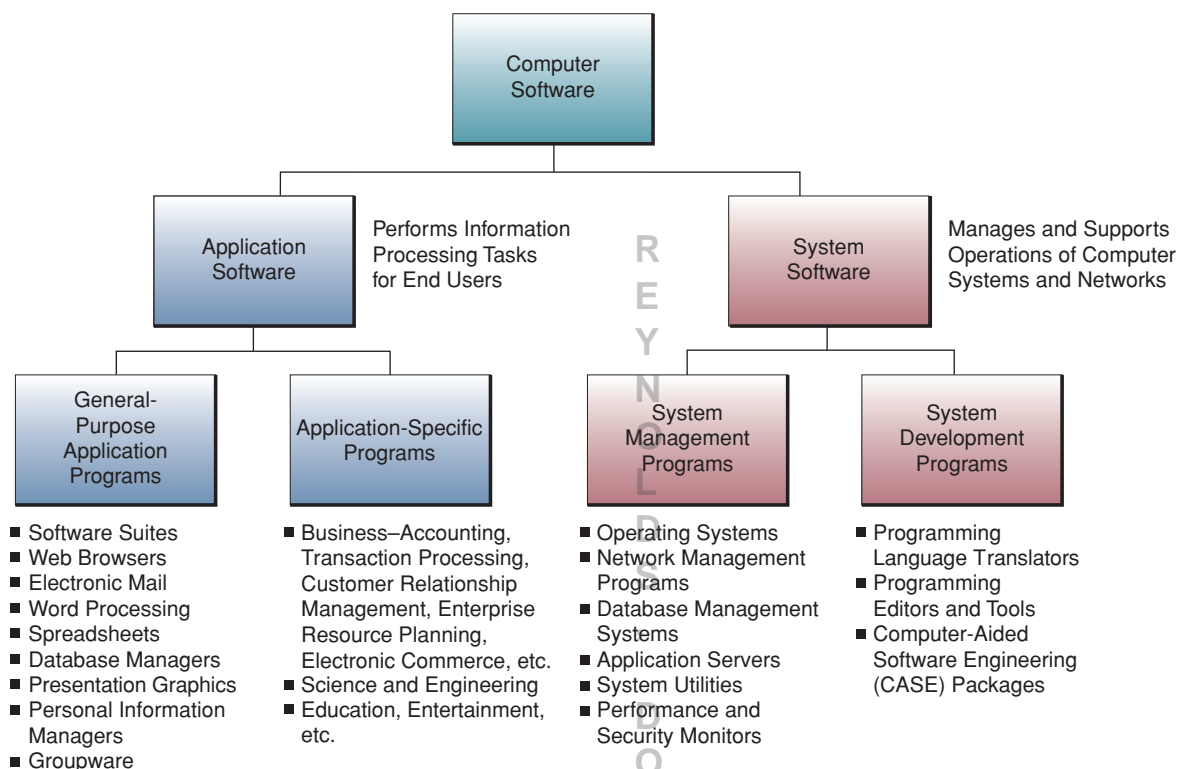 Computer
Software
Application
Software
Performs Information
Processing Tasks
for End Users
System
Software
Manages and Supports
Operations of Computer
Systems and Networks
General-
Purpose
Application
Programs
Application-Specific
Programs
System
Management
Programs
System
Development
Programs
■ Software Suites
■ Web Browsers
■ Electronic Mail
■ Word Processing
■ Spreadsheets
■ Database Managers
■ Presentation Graphics
■ Personal Information
Managers
■ Groupware
■ Business–Accounting,
Transaction Processing,
Customer Relationship
Management, Enterprise
Resource Planning,
Electronic Commerce, etc.
■ Science and Engineering
■ Education, Entertainment,
etc.
■ Operating Systems
■ Network Management
Programs
■ Database Management
Systems
■ Application Servers
■ System Utilities
■ Performance and
Security Monitors
■ Programming
Language Translators
■ Programming
Editors and Tools
■ Computer-Aided
Software Engineering
(CASE) Packages
REYNOLDS